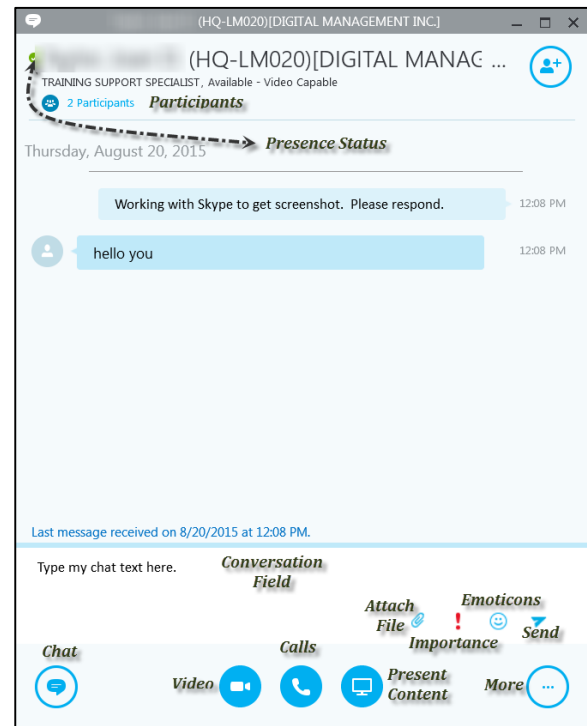 (HQ-LM020)[DIGITAL MANAGEMENT INC.]
(HQ-LM020)[DIGITAL MANAG ...
TRAINING SUPPORT SPECIALIST, Available - Video Capable
2 Participants Participants
Presence Status
Thursday, August 20, 2015
Working with Skype to get screenshot. Please respond. 12:08 PM
hello you 12:08 PM
Last message received on 8/20/2015 at 12:08 PM.
Type my chat text here.
Conversation
Field
Attach
File
Emoticons
Importance
Send
Chat
Video
Calls
Present
Content
More